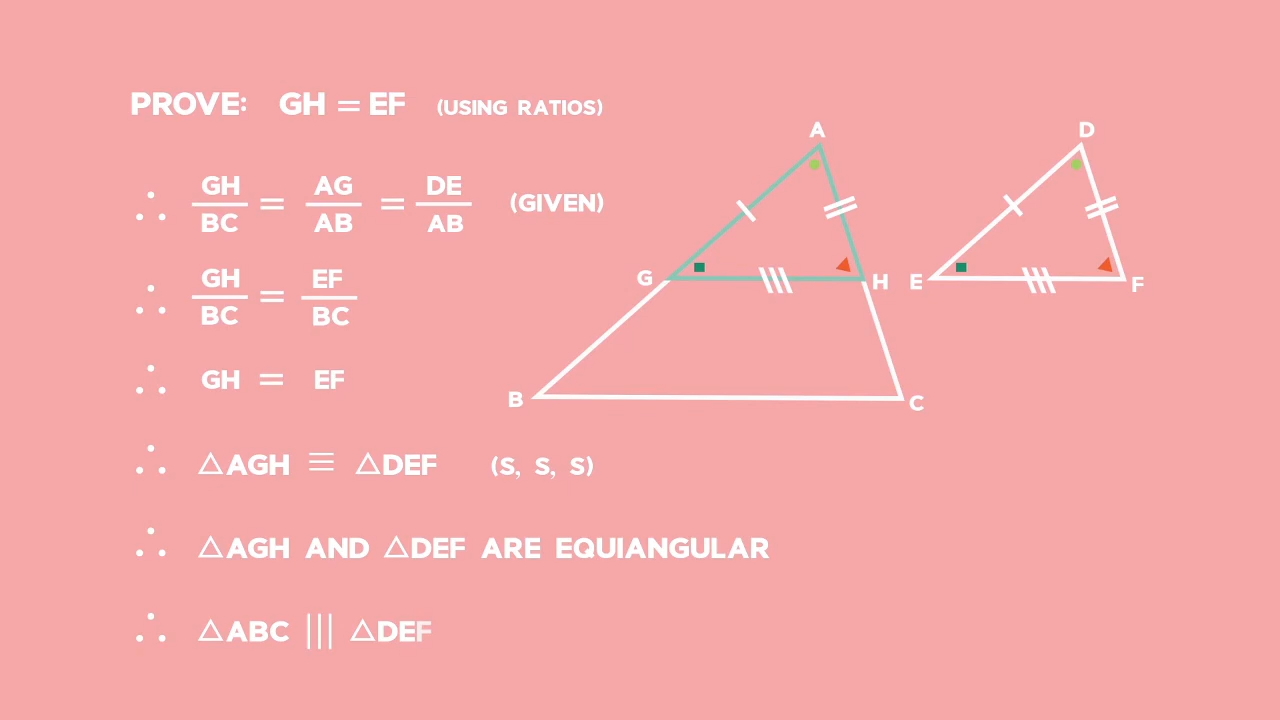 PROVE: GH = EF (USING RATIOS)
∴ GH/BC = AG/AB = DE/AB (GIVEN)
∴ GH/BC = EF/BC
∴ GH = EF
∴ △AGH ≡ △DEF (S, S, S)
∴ △AGH AND △DEF ARE EQUIANGULAR
∴ △ABC ||| △DEF
A
D
G
H
E
F
B
C